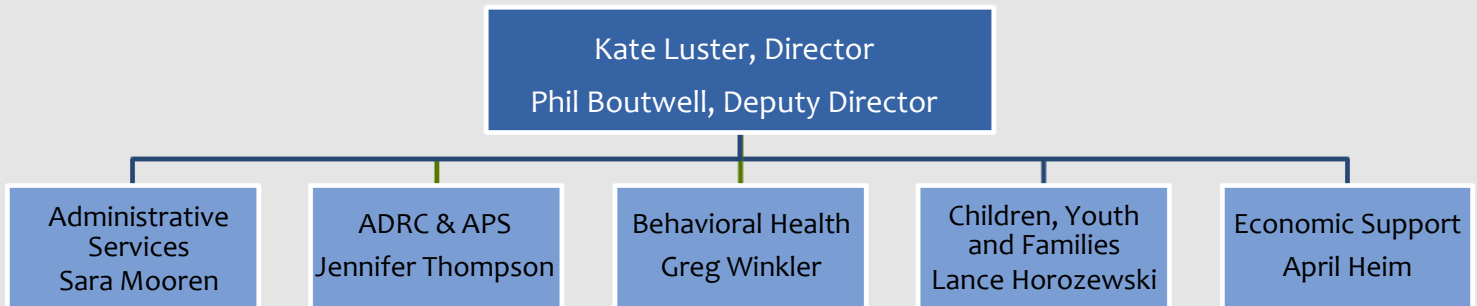 Kate Luster, Director
Phil Boutwell, Deputy Director
Administrative
Services
Sara Mooren
ADRC & APS
Jennifer Thompson
Behavioral Health
Greg Winkler
Children, Youth
and Families
Lance Horozewski
Economic Support
April Heim